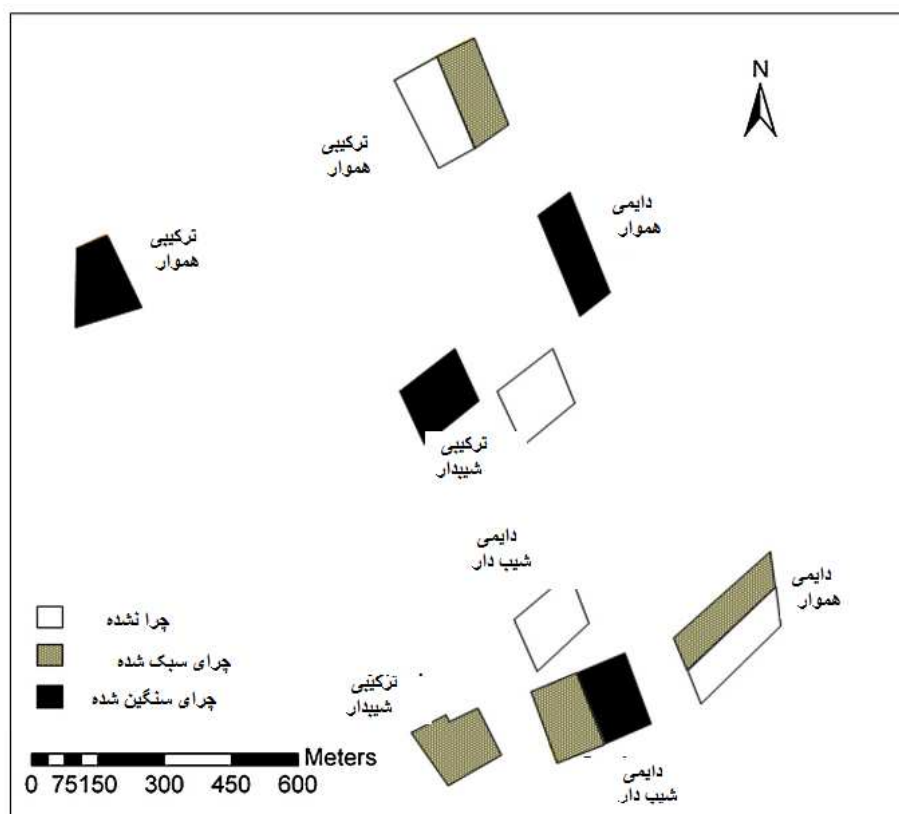 N
ترکیبی
هموار
دایمی
هموار
ترکیبی
هموار
ترکیبی
شیبدار
دایمی
شیب دار
دایمی
هموار
چرا نشده
چرای سبک شده
چرای سنگین شده
ترکیبی
شیبدار
دایمی
شیب دار
Meters
0 75150 300 450 600